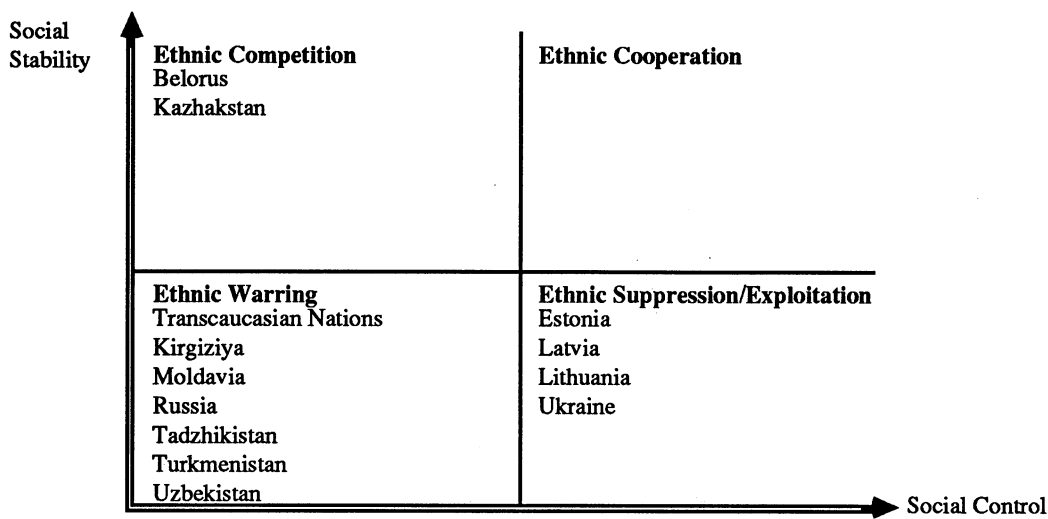 Social
Stability
Ethnic Competition
Belorus
Kazhakstan
Ethnic Cooperation
Ethnic Warring
Transcaucasian Nations
Kirgiziya
Moldavia
Russia
Tadzhikistan
Turkmenistan
Uzbekistan
Ethnic Suppression/Exploitation
Estonia
Latvia
Lithuania
Ukraine
Social Control